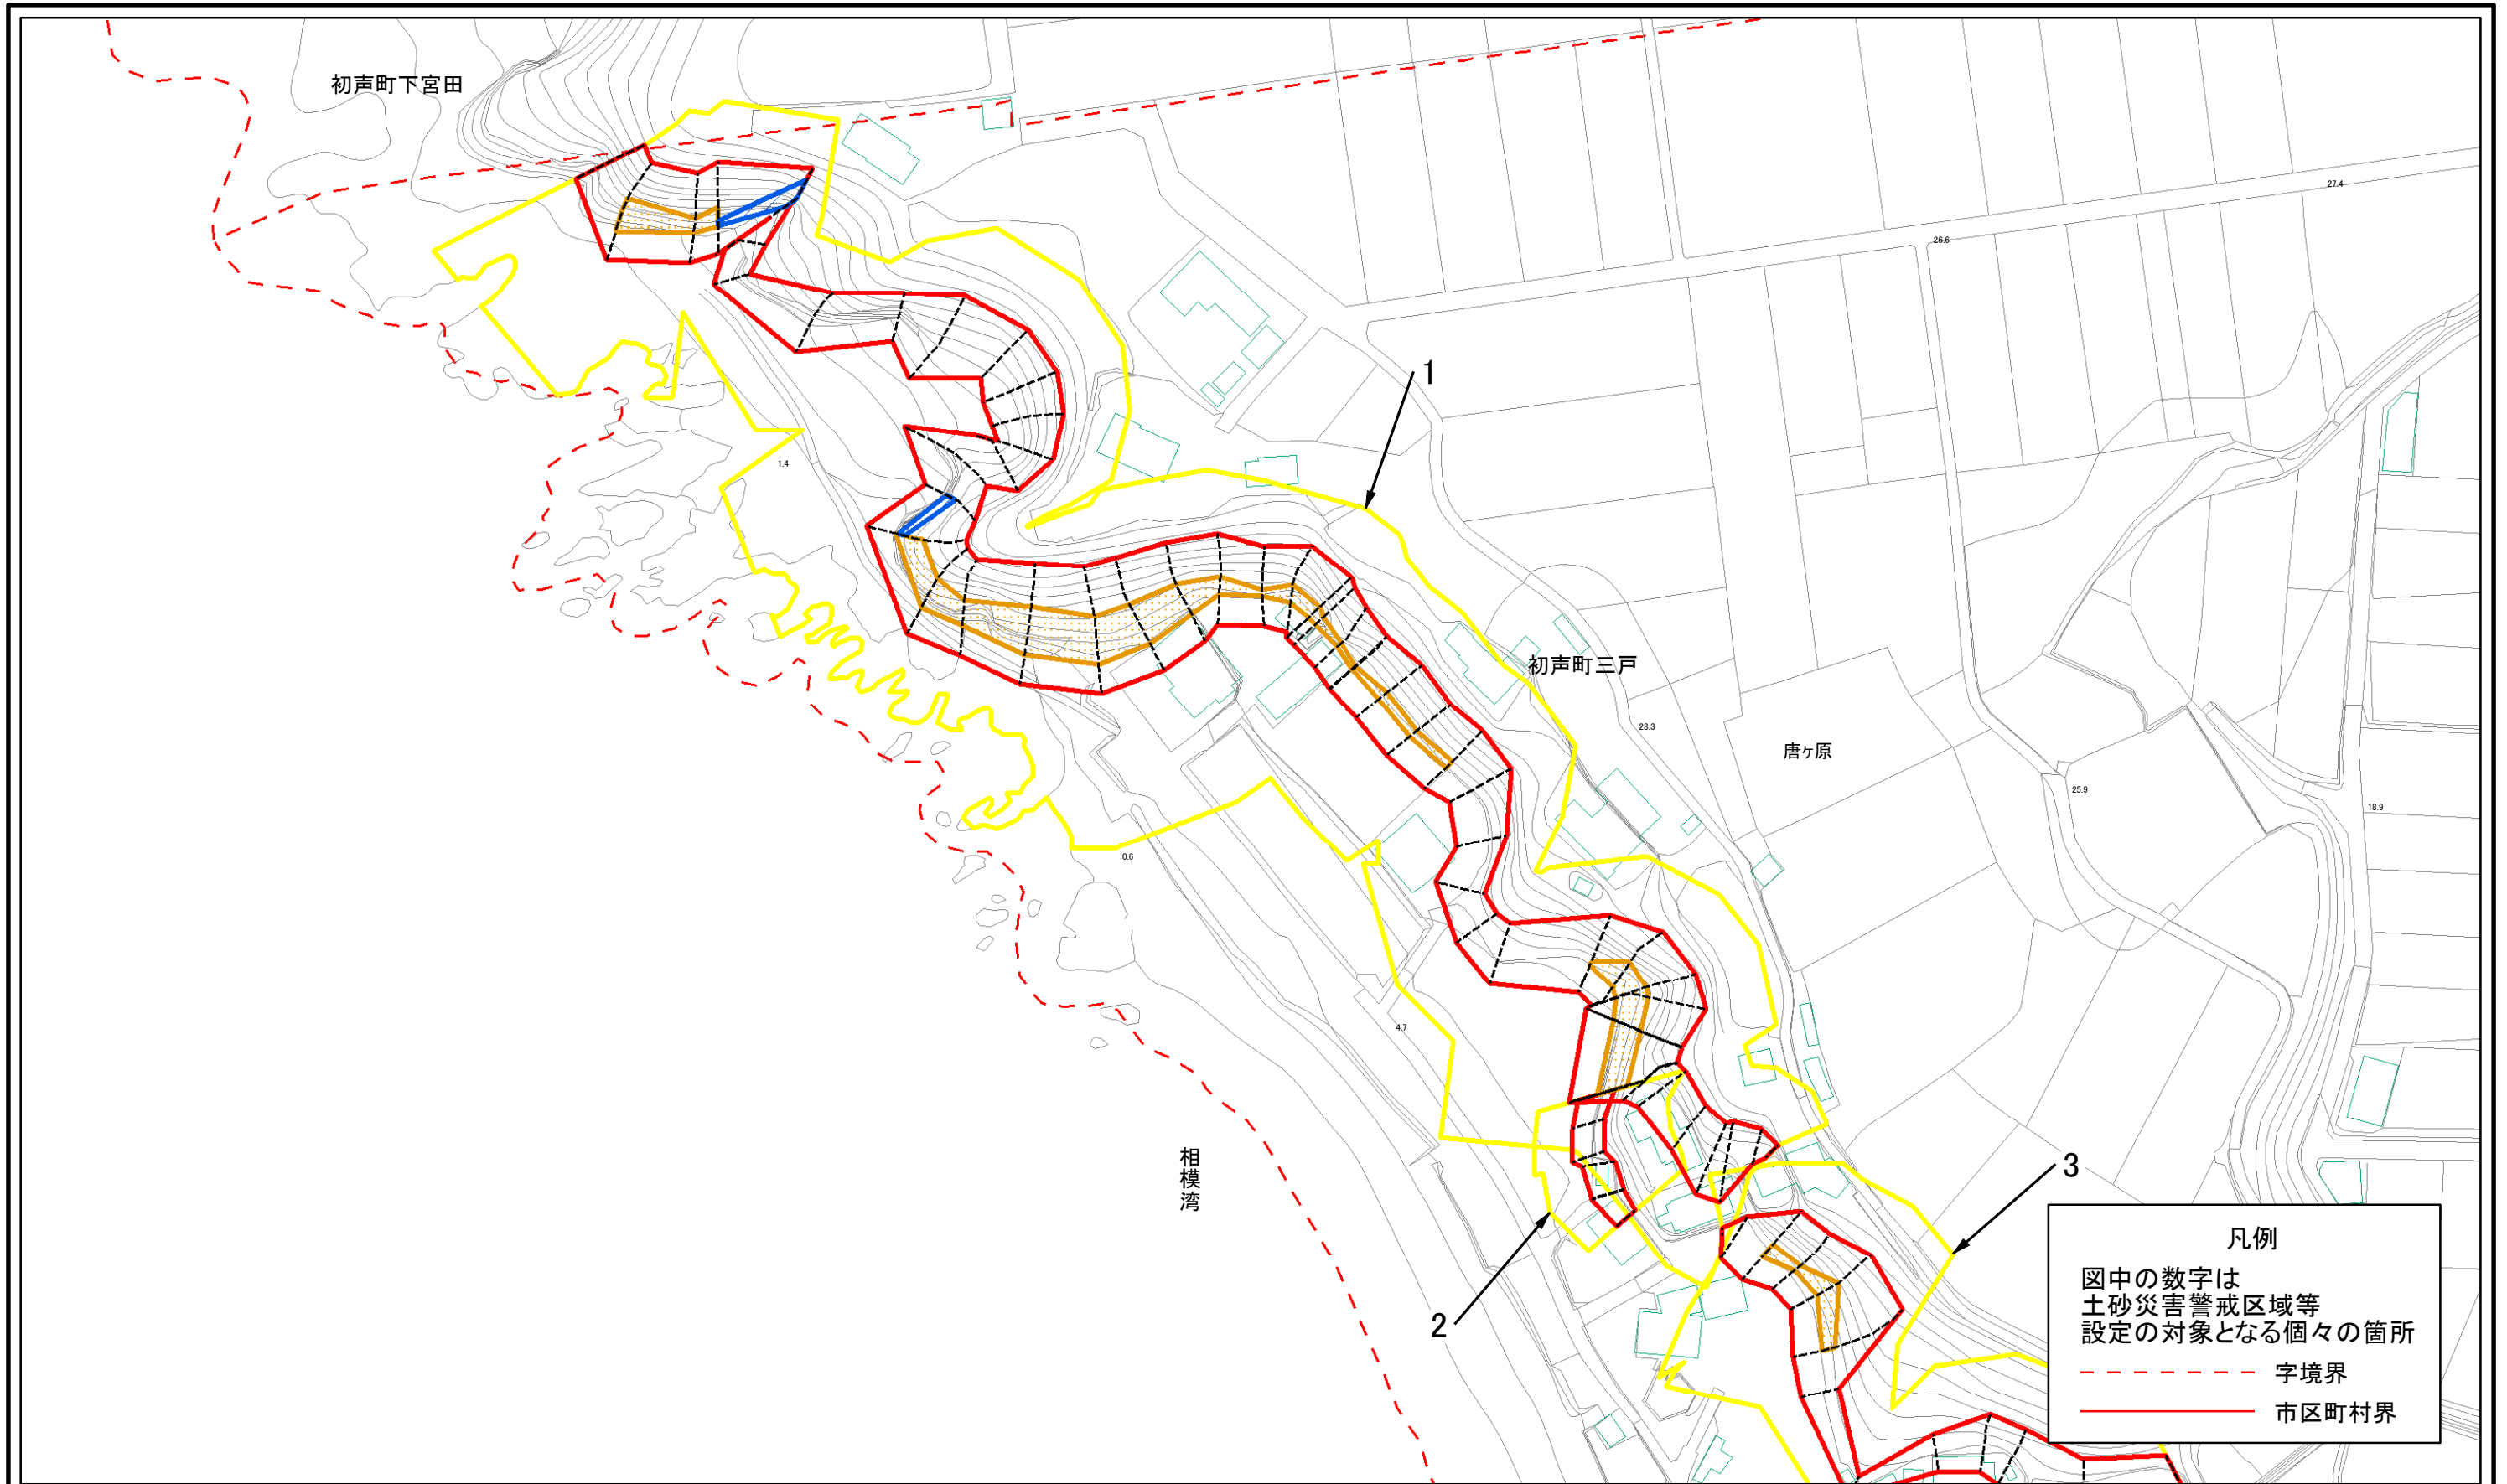 初声町下宮田
27.4
26.6
1
1.4
初声町三戸
28.3
唐ヶ原
25.9
18.9
0.6
4.7
相模湾
3
2
凡例
図中の数字は
土砂災害警戒区域等
設定の対象となる個々の箇所
字境界
市区町村界